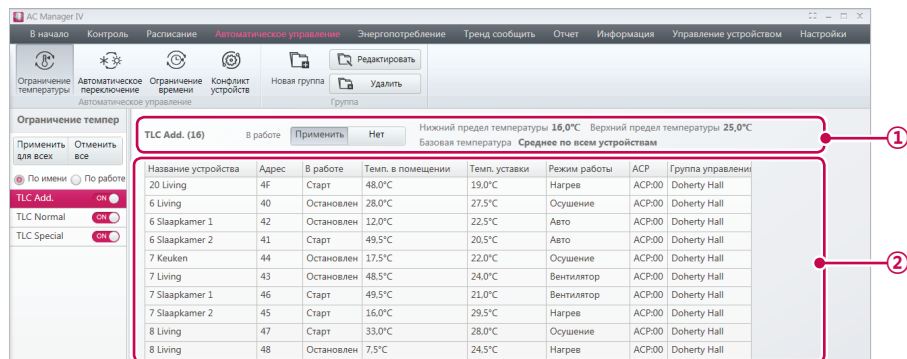 AC Manager IV
В начало Контроль Расписание Автоматическое управление Энергопотребление Тренд сообщить Отчет Информация Управление устройством Настройки
Ограничение температуры Автоматическое переключение Ограничение времени Конфликт устройств Новая группа Редактировать
Удалить
Автоматическое управление Группа
Ограничение темпер
Применить для всех Отменить все
По имени По работе
TLC Add. ON
TLC Normal ON
TLC Special ON
TLC Add. (16) В работе Применить Нет Нижний предел температуры 16,0°C Верхний предел температуры 25,0°C
Базовая температура Среднее по всем устройствам
①
Название устройства Адрес В работе Темп. в помещении Темп. уставки Режим работы ACP Группа управлени
20 Living 4F Старт 48,0°C 19,0°C Нагрев ACP:00 Doherty Hall
6 Living 40 Остановлен 28,0°C 27,5°C Осушение ACP:00 Doherty Hall
6 Slaapkamer 1 42 Остановлен 12,0°C 22,5°C Авто ACP:00 Doherty Hall
6 Slaapkamer 2 41 Старт 49,5°C 20,5°C Авто ACP:00 Doherty Hall
7 Keuken 44 Остановлен 17,5°C 22,0°C Осушение ACP:00 Doherty Hall
7 Living 43 Остановлен 48,5°C 24,0°C Вентилятор ACP:00 Doherty Hall
7 Slaapkamer 1 46 Старт 49,5°C 21,0°C Вентилятор ACP:00 Doherty Hall
7 Slaapkamer 2 45 Старт 16,0°C 29,5°C Нагрев ACP:00 Doherty Hall
8 Living 47 Старт 33,0°C 28,0°C Осушение ACP:00 Doherty Hall
8 Living 48 Остановлен 7,5°C 24,5°C Нагрев ACP:00 Doherty Hall
②